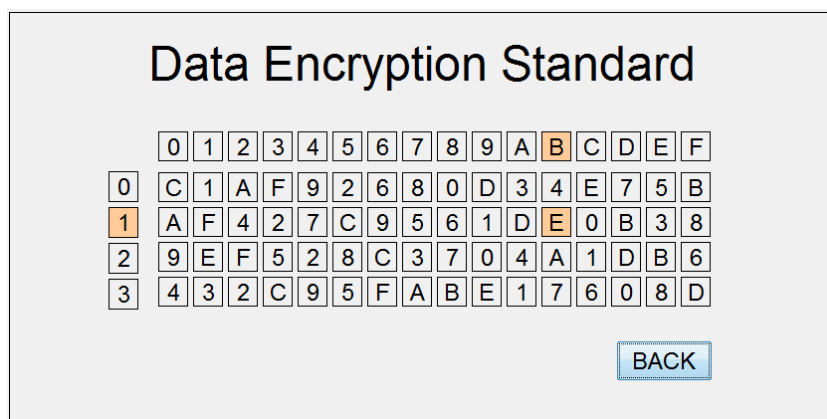 Data Encryption Standard
0 1 2 3 4 5 6 7 8 9 A B C D E F
0 C 1 A F 9 2 6 8 0 D 3 4 E 7 5 B
1 A F 4 2 7 C 9 5 6 1 D E 0 B 3 8
2 9 E F 5 2 8 C 3 7 0 4 A 1 D B 6
3 4 3 2 C 9 5 F A B E 1 7 6 0 8 D
BACK